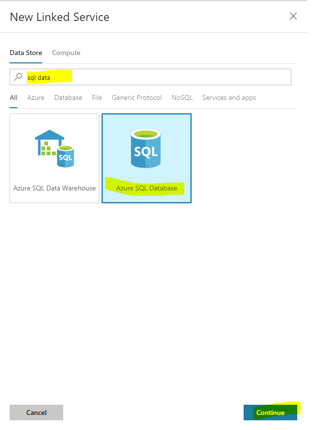 New Linked Service
Data Store Compute
sql data
All Azure Database File Generic Protocol NoSQL Services and apps
SQL SQL
Azure SQL Data Warehouse Azure SQL Database
Cancel Continue